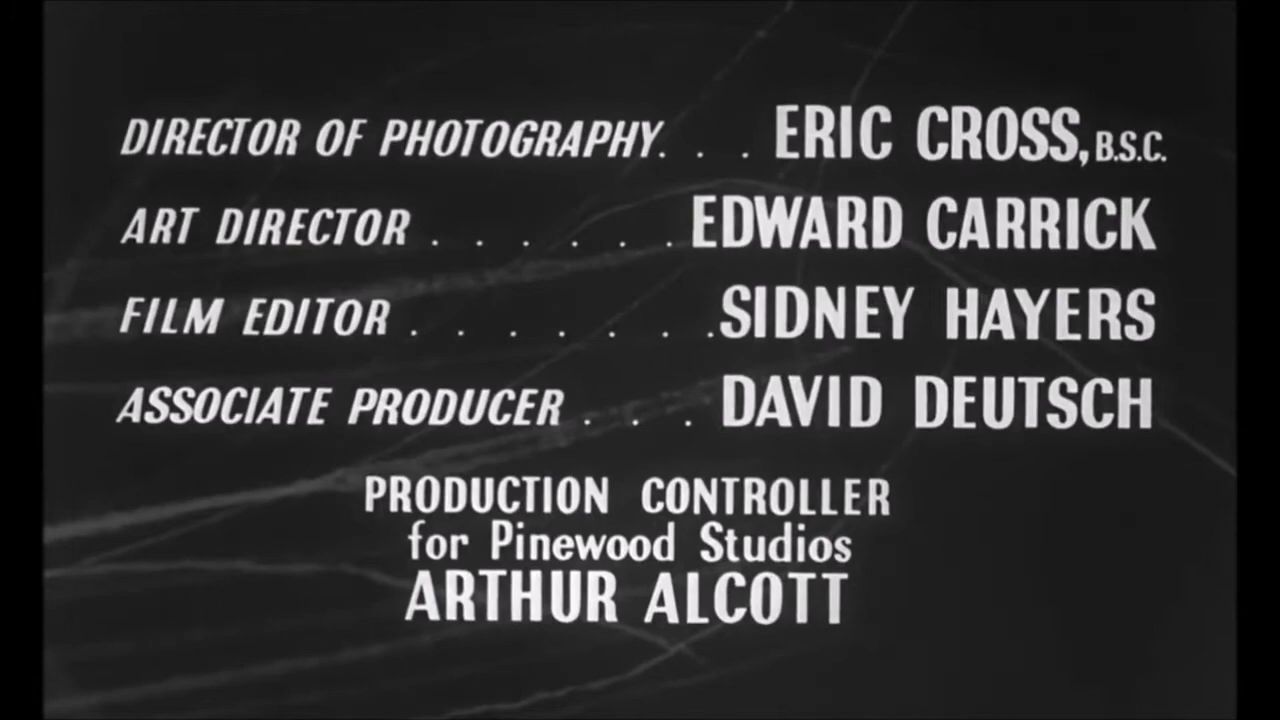 DIRECTOR OF PHOTOGRAPHY. . . ERIC CROSS, B.S.C.
ART DIRECTOR . . . . . . EDWARD CARRICK
FILM EDITOR . . . . . . . SIDNEY HAYERS
ASSOCIATE PRODUCER . . . DAVID DEUTSCH
PRODUCTION CONTROLLER
for Pinewood Studios
ARTHUR ALCOTT